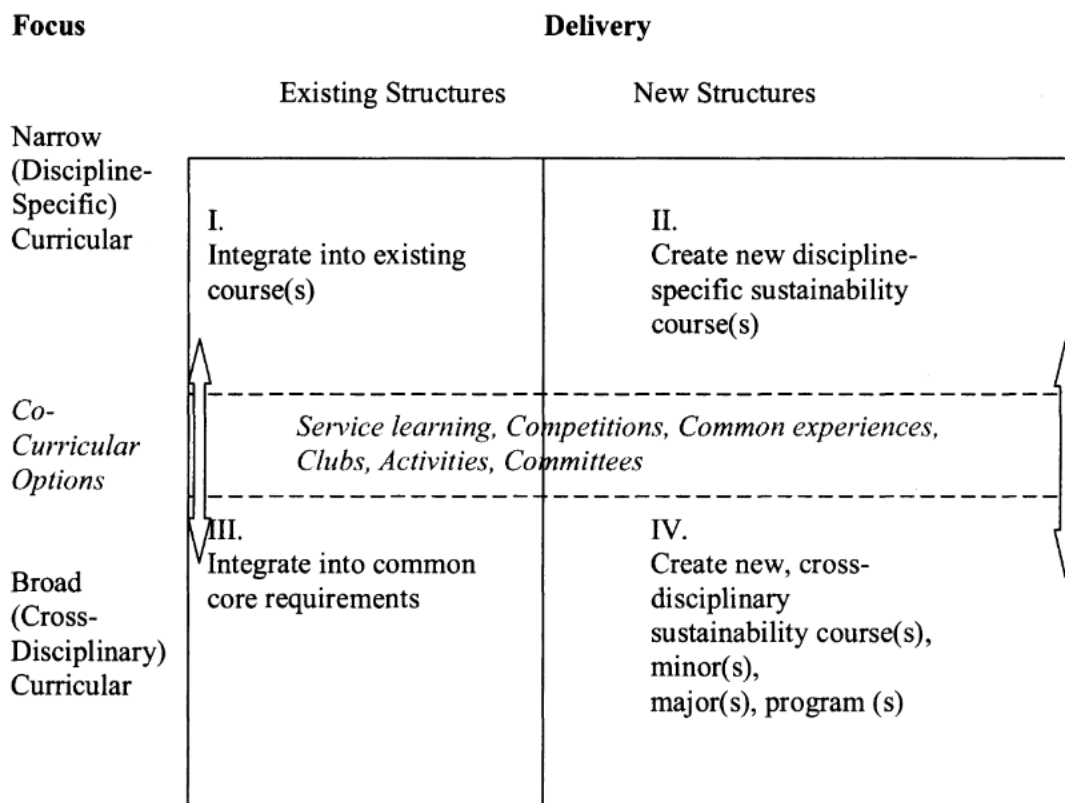 Focus
Delivery
Existing Structures
New Structures
Narrow
(Discipline-
Specific)
Curricular
I.
Integrate into existing
course(s)
II.
Create new discipline-
specific sustainability
course(s)
Co-
Curricular
Options
Service learning, Competitions, Common experiences,
Clubs, Activities, Committees
Broad
(Cross-
Disciplinary)
Curricular
III.
Integrate into common
core requirements
IV.
Create new, cross-
disciplinary
sustainability course(s),
minor(s),
major(s), program (s)